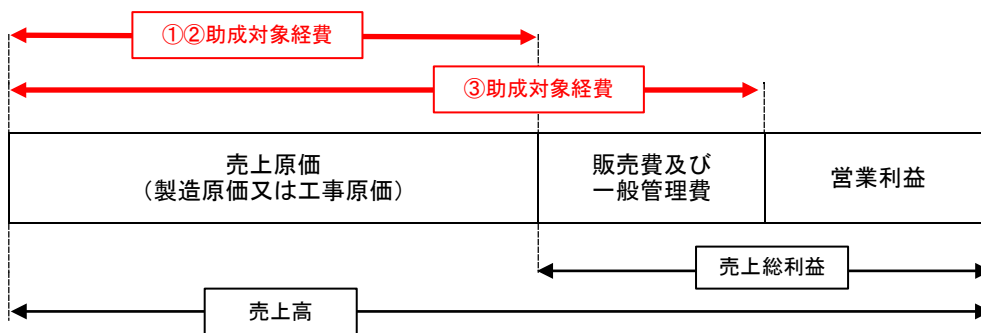 ①②助成対象経費
③助成対象経費
売上原価
（製造原価又は工事原価）
販売費及び
一般管理費
営業利益
売上総利益
売上高